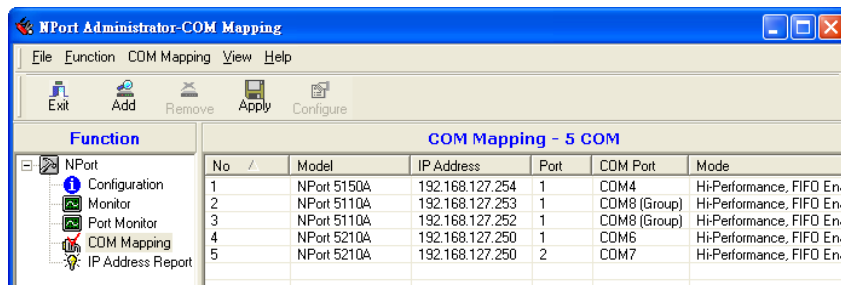 NPort Administrator-COM Mapping
File Function COM Mapping View Help
Exit Add Remove Apply Configure
Function
COM Mapping - 5 COM
NPort
Configuration
Monitor
Port Monitor
COM Mapping
IP Address Report
No Model IP Address Port COM Port Mode
1 NPort 5150A 192.168.127.254 1 COM4 Hi-Performance, FIFO Ena
2 NPort 5110A 192.168.127.253 1 COM8 (Group) Hi-Performance, FIFO Ena
3 NPort 5110A 192.168.127.252 1 COM8 (Group) Hi-Performance, FIFO Ena
4 NPort 5210A 192.168.127.250 1 COM6 Hi-Performance, FIFO Ena
5 NPort 5210A 192.168.127.250 2 COM7 Hi-Performance, FIFO Ena